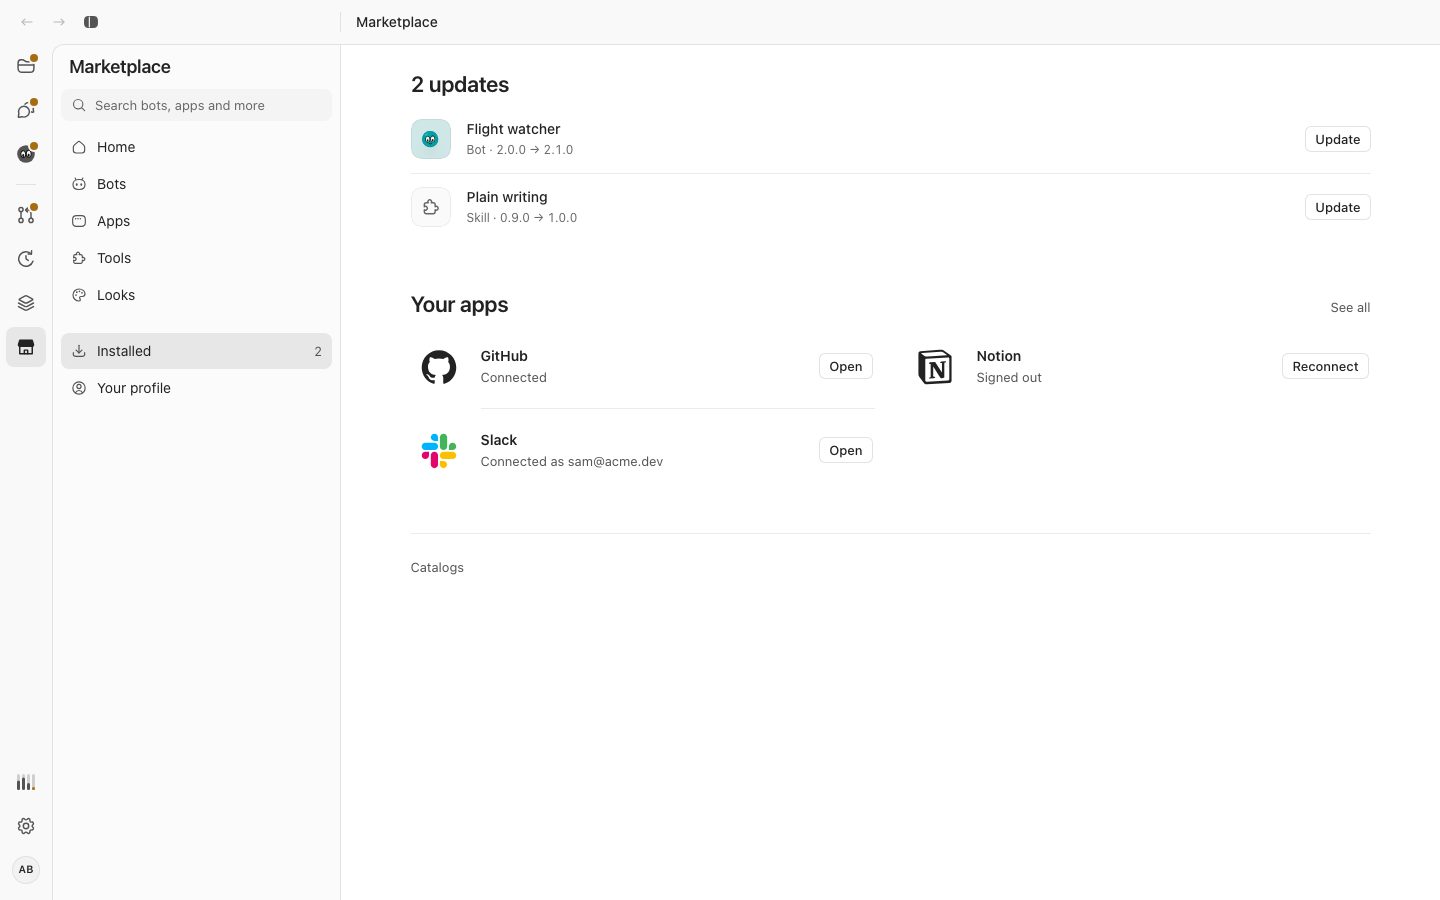 Marketplace
Marketplace
Search bots, apps and more
Home
Bots
Apps
Tools
Looks
Installed 2
Your profile
AB
2 updates
Flight watcher
Bot · 2.0.0 → 2.1.0
Update
Plain writing
Skill · 0.9.0 → 1.0.0
Update
Your apps
See all
GitHub
Connected
Open
Notion
Signed out
Reconnect
Slack
Connected as sam@acme.dev
Open
Catalogs